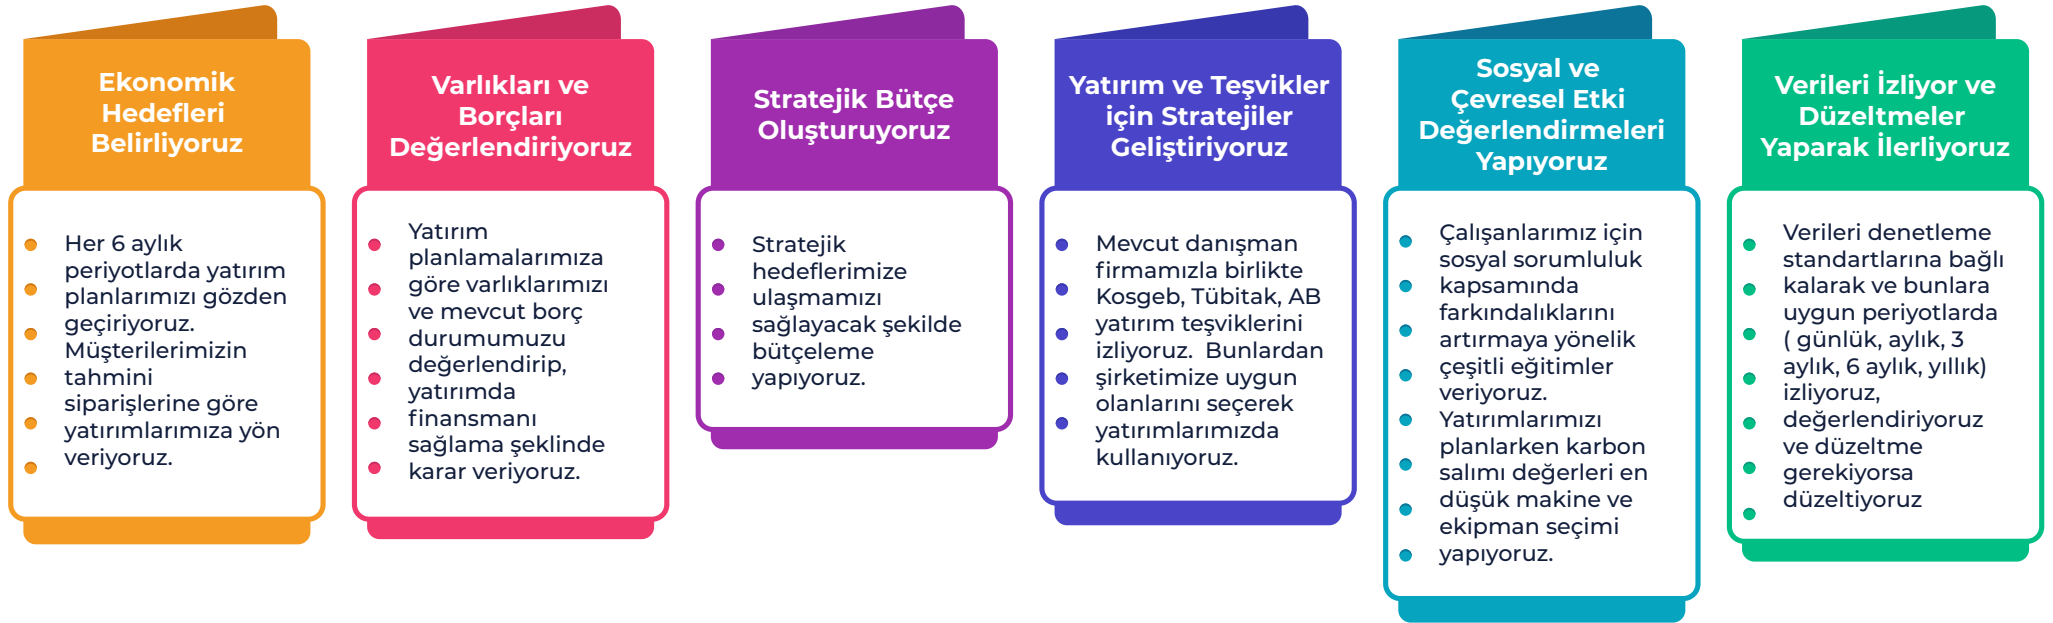 Ekonomik
Hedefleri
Belirliyoruz
Her 6 aylık
periyotlarda yatırım
planlarımızı gözden
geçiriyoruz.
Müşterilerimizin
tahmini
siparişlerine göre
yatırımlarımıza yön
veriyoruz.
Varlıkları ve
Borçları
Değerlendiriyoruz
Yatırım
planlamalarımıza
göre varlıklarımızı
ve mevcut borç
durumumuzu
değerlendirip,
yatırımda
finansmanı
sağlama şeklinde
karar veriyoruz.
Stratejik Bütçe
Oluşturuyoruz
Stratejik
hedeflerimize
ulaşmamızı
sağlayacak şekilde
bütçeleme
yapıyoruz.
Yatırım ve Teşvikler
için Stratejiler
Geliştiriyoruz
Mevcut danışman
firmamızla birlikte
Kosgeb, Tübitak, AB
yatırım teşviklerini
izliyoruz.  Bunlardan
şirketimize uygun
olanlarını seçerek
yatırımlarımızda
kullanıyoruz.
Sosyal ve
Çevresel Etki
Değerlendirmeleri
Yapıyoruz
Çalışanlarımız için
sosyal sorumluluk
kapsamında
farkındalıklarını
artırmaya yönelik
çeşitli eğitimler
veriyoruz.
Yatırımlarımızı
planlarken karbon
salımı değerleri en
düşük makine ve
ekipman seçimi
yapıyoruz.
Verileri İzliyor ve
Düzeltmeler
Yaparak İlerliyoruz
Verileri denetleme
standartlarına bağlı
kalarak ve bunlara
uygun periyotlarda
( günlük, aylık, 3
aylık, 6 aylık, yıllık)
izliyoruz,
değerlendiriyoruz
ve düzeltme
gerekiyorsa
düzeltiyoruz